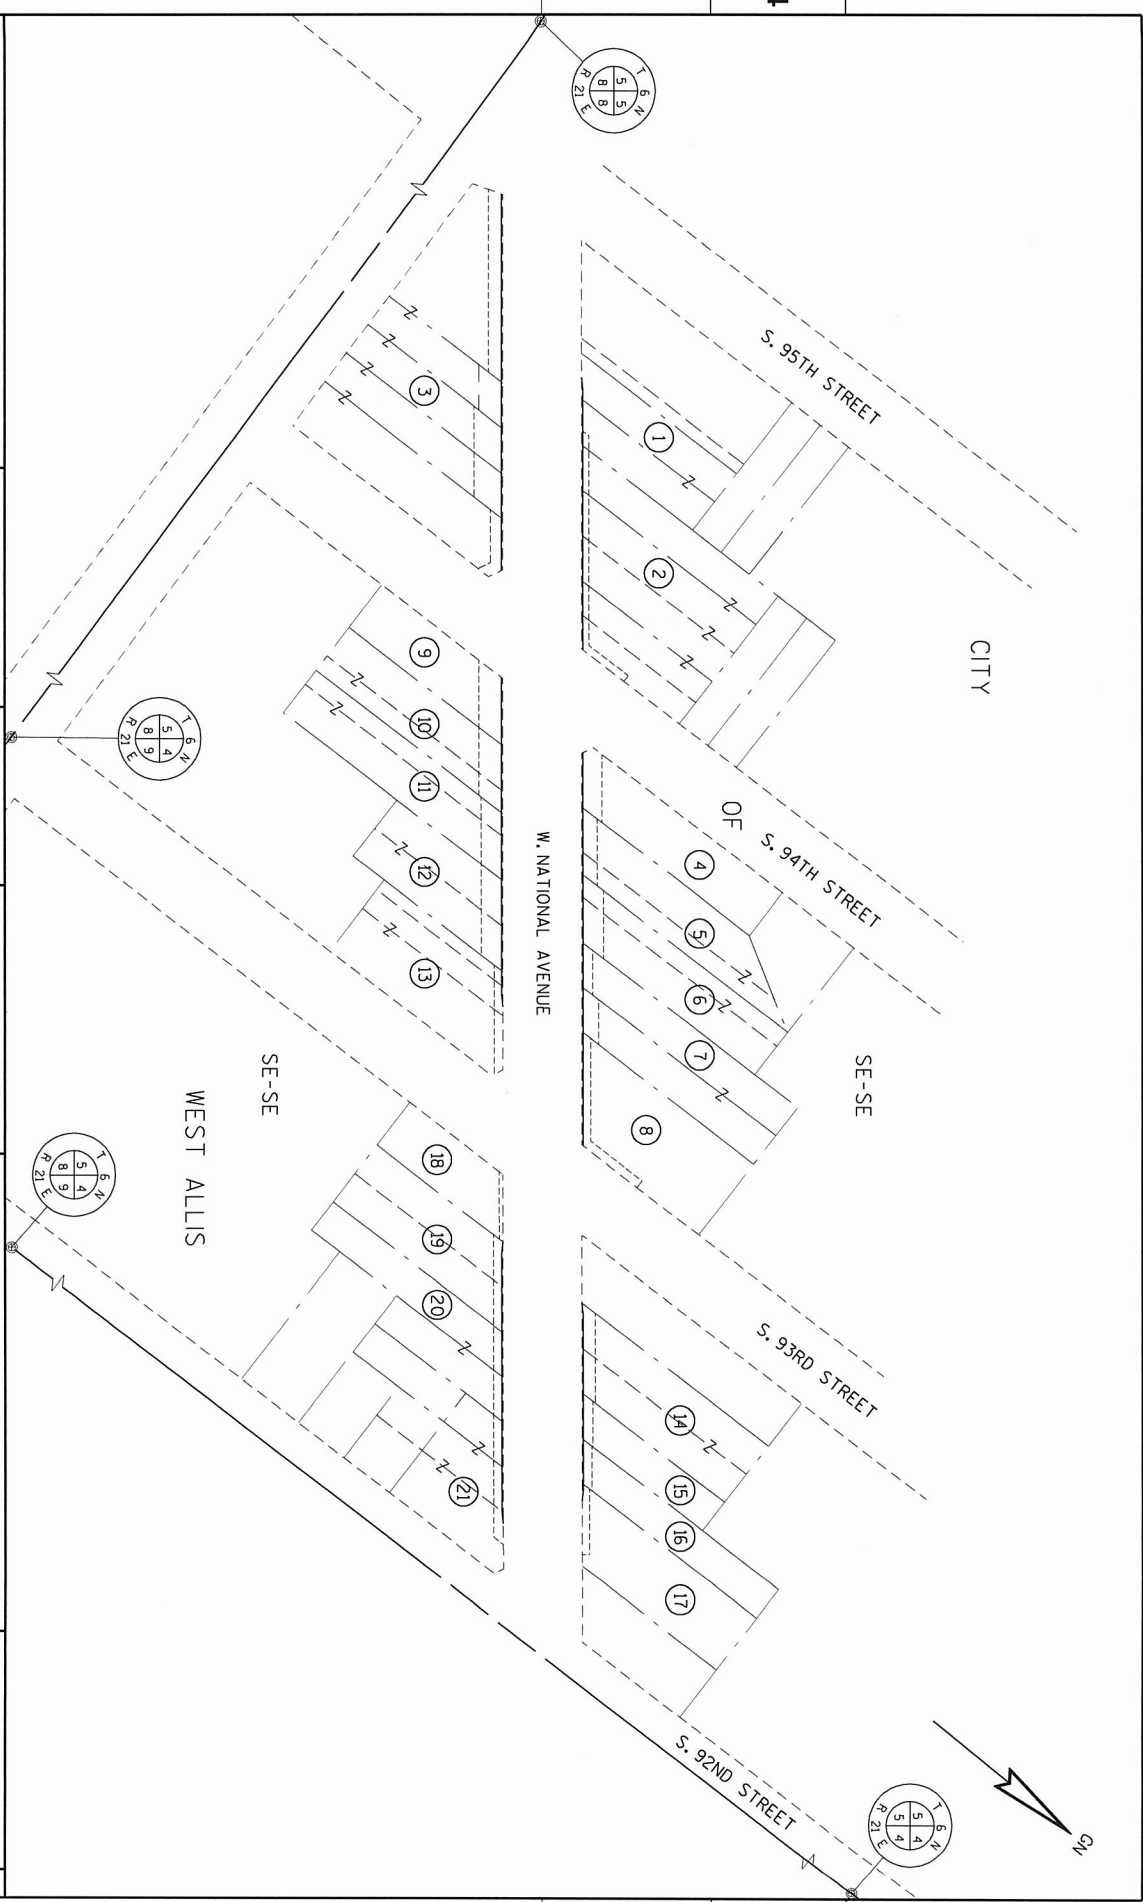 S. 95TH STREET
CITY
OF
S. 94TH STREET
SE-SE
S. 93RD STREET
S. 92ND STREET
GN
T 6 N
5 5
8 8
R 21 E
1
2
4
5
6
7
8
14
15
16
17
T 6 N
5 4
5 4
R 21 E
W. NATIONAL AVENUE
3
9
10
11
12
13
18
19
20
21
SE-SE
WEST ALLIS
T 6 N
5 4
8 9
R 21 E
T 6 N
5 4
8 9
R 21 E